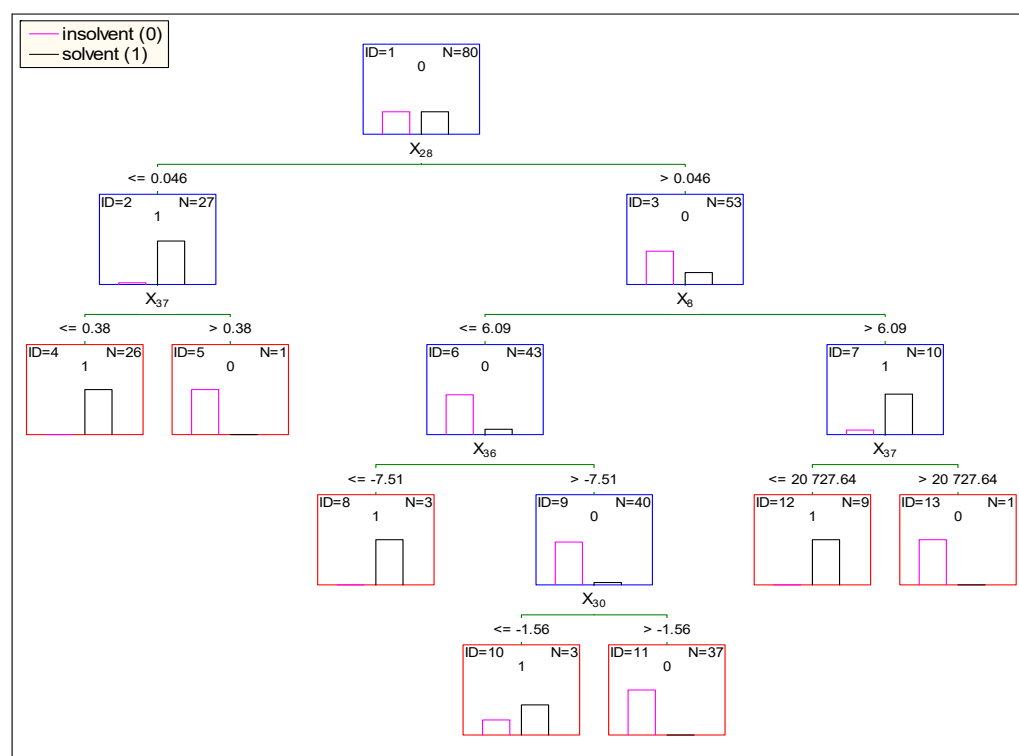 insolvent (0)
solvent (1)
ID=1 N=80
0
X₂₈
<= 0.046 > 0.046
ID=2 N=27
1
ID=3 N=53
0
X₃₇
X₈
<= 0.38 > 0.38
<= 6.09 > 6.09
ID=4 N=26
1
ID=5 N=1
0
ID=6 N=43
0
ID=7 N=10
1
X₃₆
X₃₇
<= -7.51 > -7.51
<= 20 727.64 > 20 727.64
ID=8 N=3
1
ID=9 N=40
0
ID=12 N=9
1
ID=13 N=1
0
X₃₀
<= -1.56 > -1.56
ID=10 N=3
1
ID=11 N=37
0